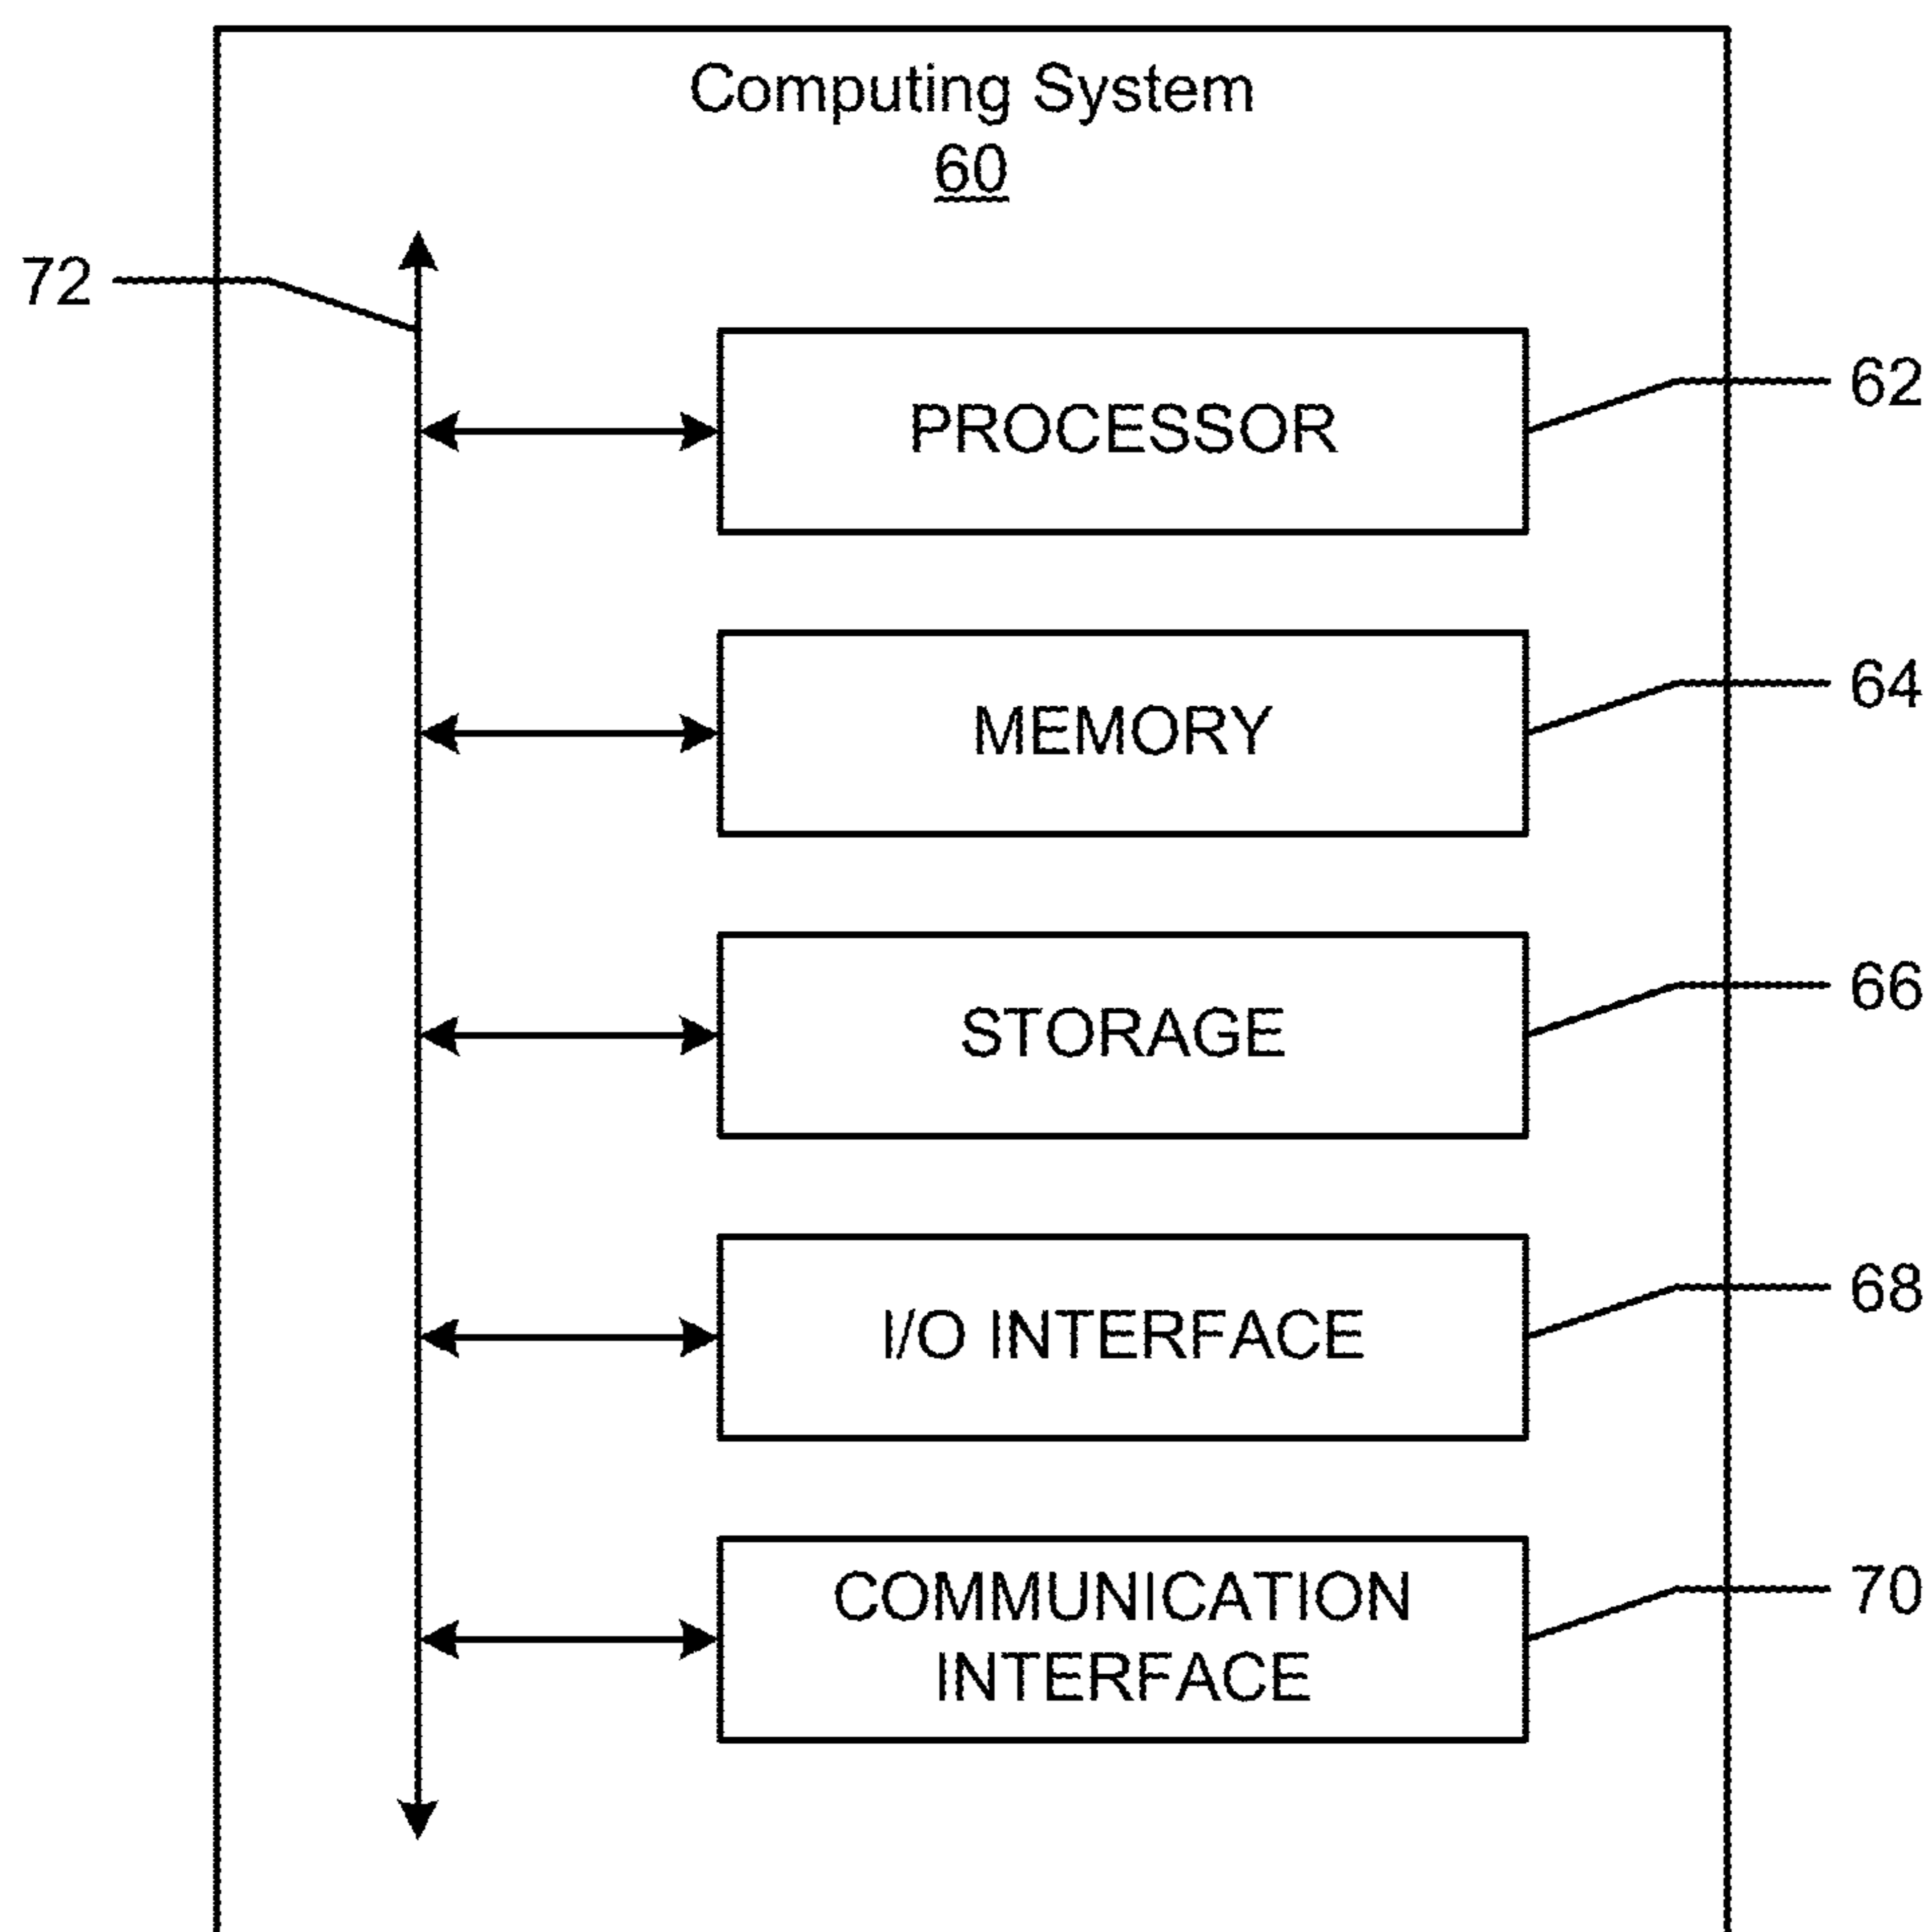 Computing System
60
72
PROCESSOR
62
MEMORY
64
STORAGE
66
I/O INTERFACE
68
COMMUNICATION
INTERFACE
70